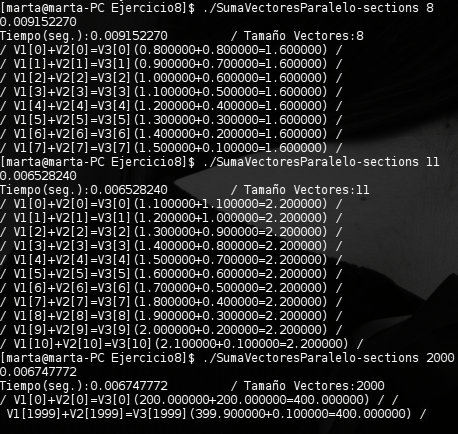 [marta@marta-PC Ejercicio8]$ ./SumaVectoresParalelo-sections 8
0.009152270
Tiempo(seg.):0.009152270 / Tamaño Vectores:8
/ V1[0]+V2[0]=V3[0](0.800000+0.800000=1.600000) /
/ V1[1]+V2[1]=V3[1](0.900000+0.700000=1.600000) /
/ V1[2]+V2[2]=V3[2](1.000000+0.600000=1.600000) /
/ V1[3]+V2[3]=V3[3](1.100000+0.500000=1.600000) /
/ V1[4]+V2[4]=V3[4](1.200000+0.400000=1.600000) /
/ V1[5]+V2[5]=V3[5](1.300000+0.300000=1.600000) /
/ V1[6]+V2[6]=V3[6](1.400000+0.200000=1.600000) /
/ V1[7]+V2[7]=V3[7](1.500000+0.100000=1.600000) /
[marta@marta-PC Ejercicio8]$ ./SumaVectoresParalelo-sections 11
0.006528240
Tiempo(seg.):0.006528240 / Tamaño Vectores:11
/ V1[0]+V2[0]=V3[0](1.100000+1.100000=2.200000) /
/ V1[1]+V2[1]=V3[1](1.200000+1.000000=2.200000) /
/ V1[2]+V2[2]=V3[2](1.300000+0.900000=2.200000) /
/ V1[3]+V2[3]=V3[3](1.400000+0.800000=2.200000) /
/ V1[4]+V2[4]=V3[4](1.500000+0.700000=2.200000) /
/ V1[5]+V2[5]=V3[5](1.600000+0.600000=2.200000) /
/ V1[6]+V2[6]=V3[6](1.700000+0.500000=2.200000) /
/ V1[7]+V2[7]=V3[7](1.800000+0.400000=2.200000) /
/ V1[8]+V2[8]=V3[8](1.900000+0.300000=2.200000) /
/ V1[9]+V2[9]=V3[9](2.000000+0.200000=2.200000) /
/ V1[10]+V2[10]=V3[10](2.100000+0.100000=2.200000) /
[marta@marta-PC Ejercicio8]$ ./SumaVectoresParalelo-sections 2000
0.006747772
Tiempo(seg.):0.006747772 / Tamaño Vectores:2000
/ V1[0]+V2[0]=V3[0](200.000000+200.000000=400.000000) / /
V1[1999]+V2[1999]=V3[1999](399.900000+0.100000=400.000000) /